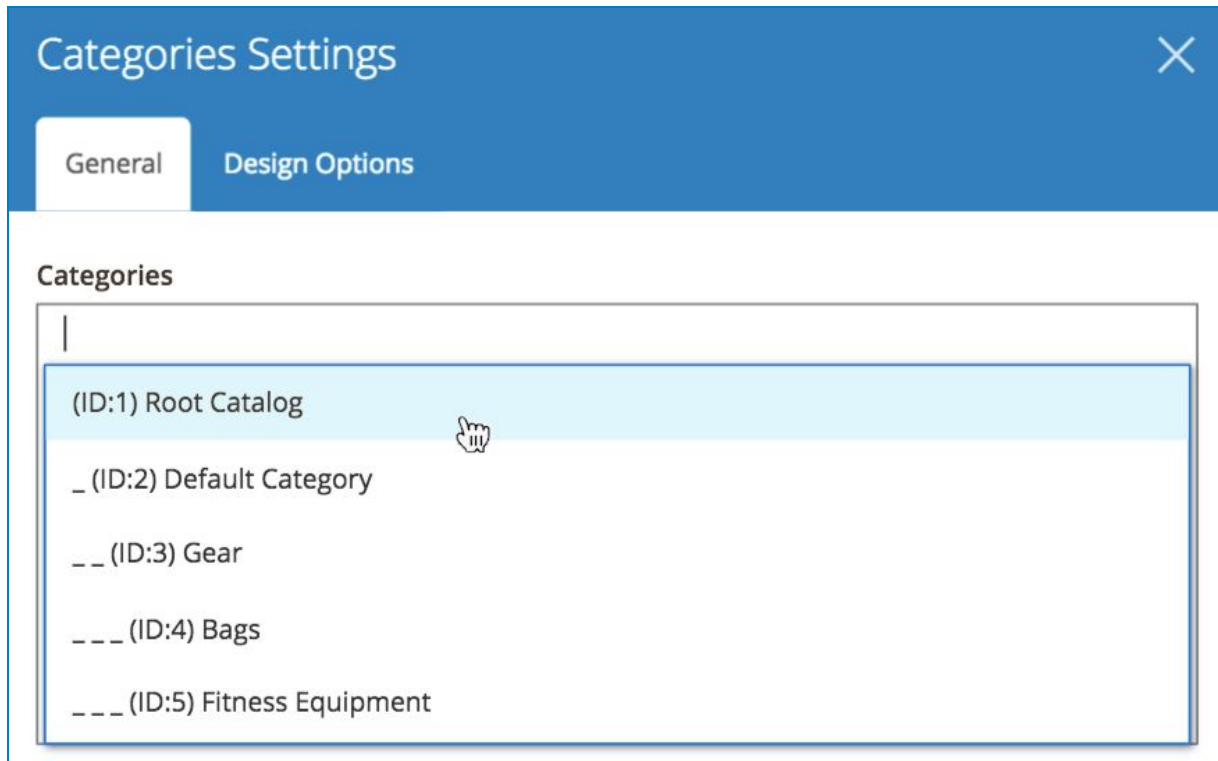 Categories Settings
General Design Options
Categories
(ID:1) Root Catalog
_ (ID:2) Default Category
_ _ (ID:3) Gear
_ _ _ (ID:4) Bags
_ _ _ (ID:5) Fitness Equipment